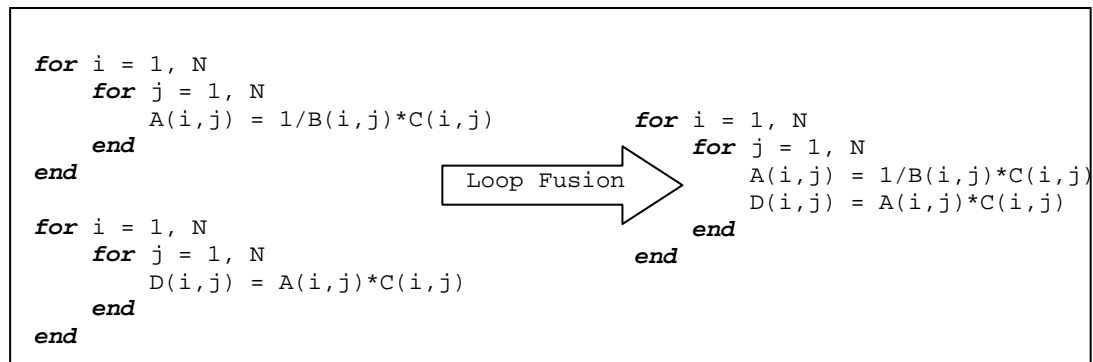 for i = 1, N
for j = 1, N
A(i,j) = 1/B(i,j)*C(i,j)
end
end
for i = 1, N
for j = 1, N
D(i,j) = A(i,j)*C(i,j)
end
end
Loop Fusion
for i = 1, N
for j = 1, N
A(i,j) = 1/B(i,j)*C(i,j)
D(i,j) = A(i,j)*C(i,j)
end
end